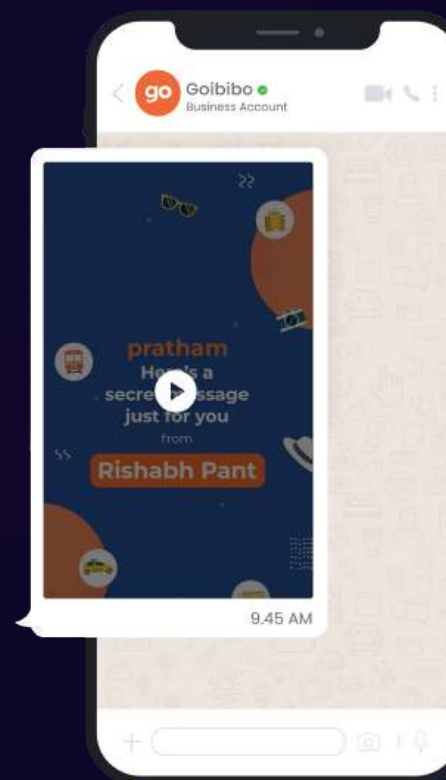 go
Goibibo
Business Account
pratham
just for you
from
Rishabh Pant
9.45 AM